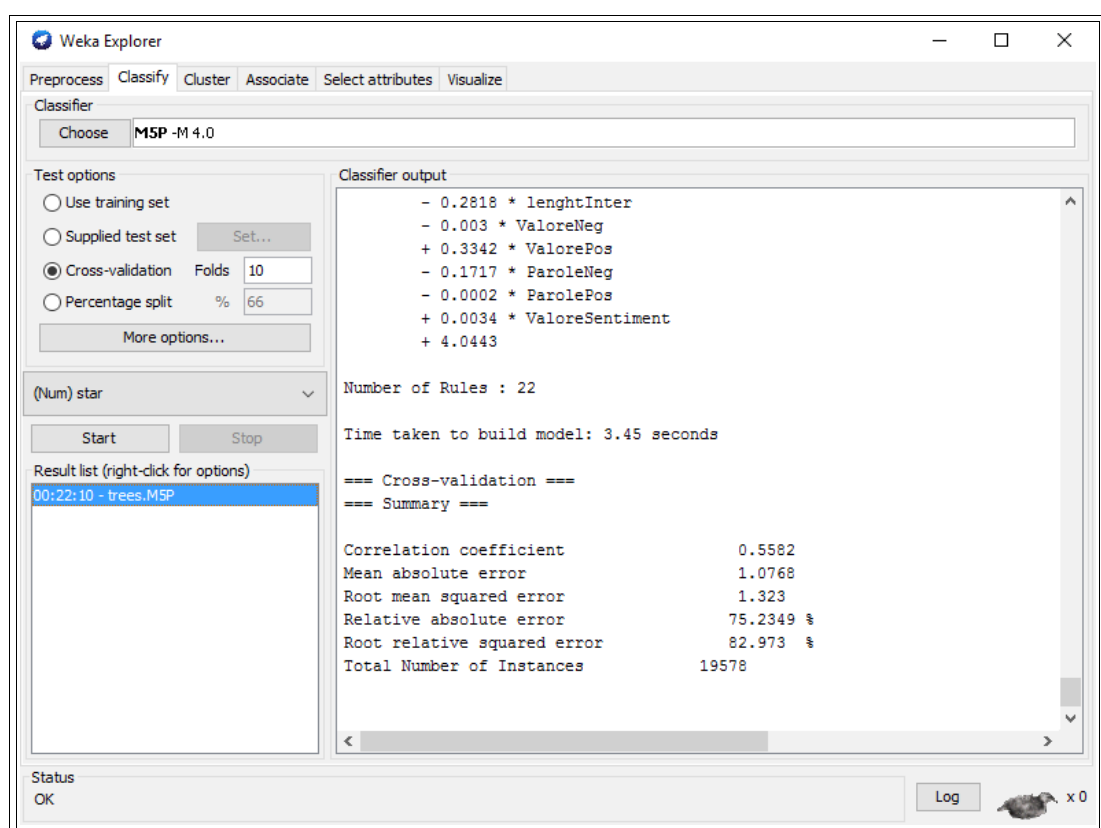 Weka Explorer
Preprocess Classify Cluster Associate Select attributes Visualize
Classifier
Choose M5P -M 4.0
Test options
Use training set
Supplied test set Set...
Cross-validation Folds 10
Percentage split % 66
More options...
(Num) star
Start Stop
Result list (right-click for options)
00:22:10 - trees.M5P
Classifier output
- 0.2818 * lenghtInter
- 0.003 * ValoreNeg
+ 0.3342 * ValorePos
- 0.1717 * ParoleNeg
- 0.0002 * ParolePos
+ 0.0034 * ValoreSentiment
+ 4.0443
Number of Rules : 22
Time taken to build model: 3.45 seconds
=== Cross-validation ===
=== Summary ===
Correlation coefficient 0.5582
Mean absolute error 1.0768
Root mean squared error 1.323
Relative absolute error 75.2349 %
Root relative squared error 82.973 %
Total Number of Instances 19578
Status
OK
Log x 0